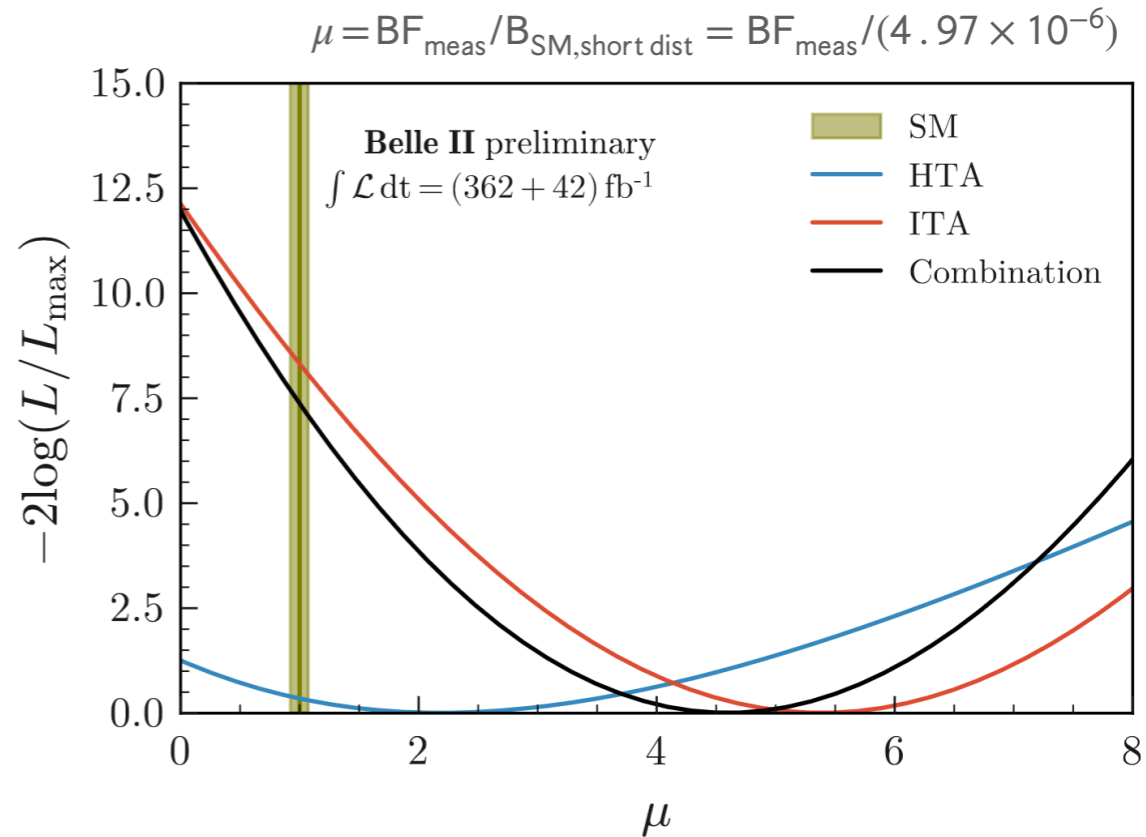 μ = BF_meas/B_SM,short dist = BF_meas/(4.97 × 10⁻⁶)
Belle II preliminary
∫ ℒ dt = (362 + 42) fb⁻¹
SM
HTA
ITA
Combination
−2log(L/L_max)
15.0
12.5
10.0
7.5
5.0
2.5
0.0
0 2 4 6 8
μ